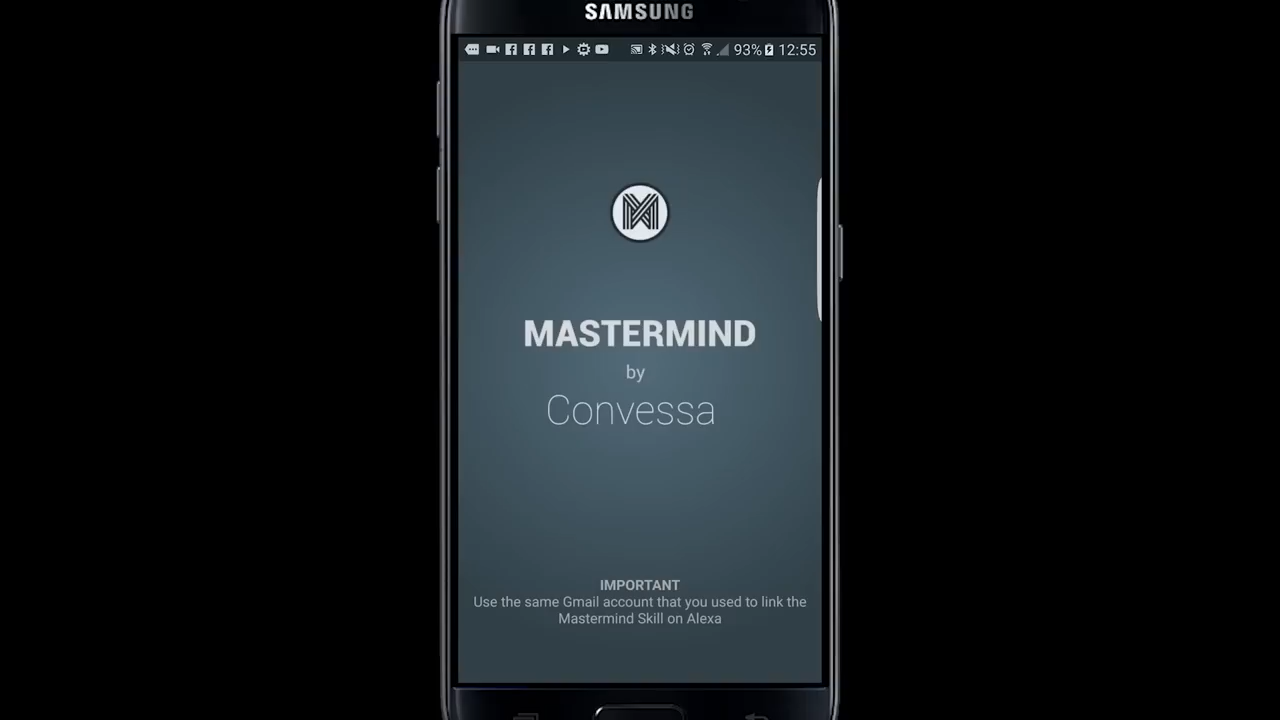 SAMSUNG
93% 12:55
MASTERMIND
by
Convessa
IMPORTANT
Use the same Gmail account that you used to link the
Mastermind Skill on Alexa